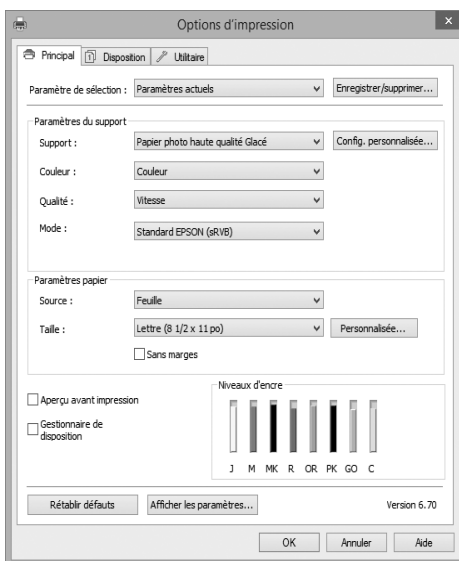 Options d'impression
x
Principal
Disposition
Utilitaire
Paramètre de sélection :
Paramètres actuels
Enregistrer/supprimer...
Paramètres du support
Support :
Papier photo haute qualité Glacé
Config. personnalisée...
Couleur :
Couleur
Qualité :
Vitesse
Mode :
Standard EPSON (sRVB)
Paramètres papier
Source :
Feuille
Taille :
Lettre (8 1/2 x 11 po)
Personnalisée...
Sans marges
Aperçu avant impression
Gestionnaire de
disposition
Niveaux d'encre
J M MK R OR PK GO C
Rétablir défauts
Afficher les paramètres...
Version 6.70
OK
Annuler
Aide